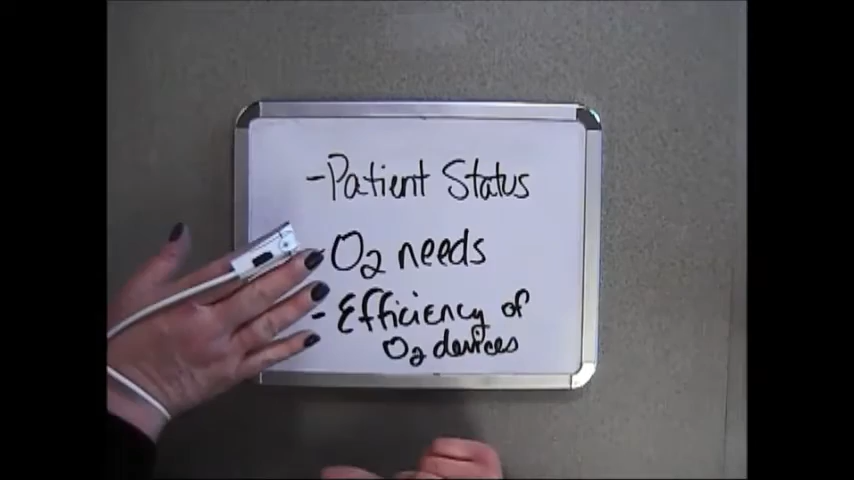 -Patient Status
O₂ needs
- Efficiency of
O₂ devices